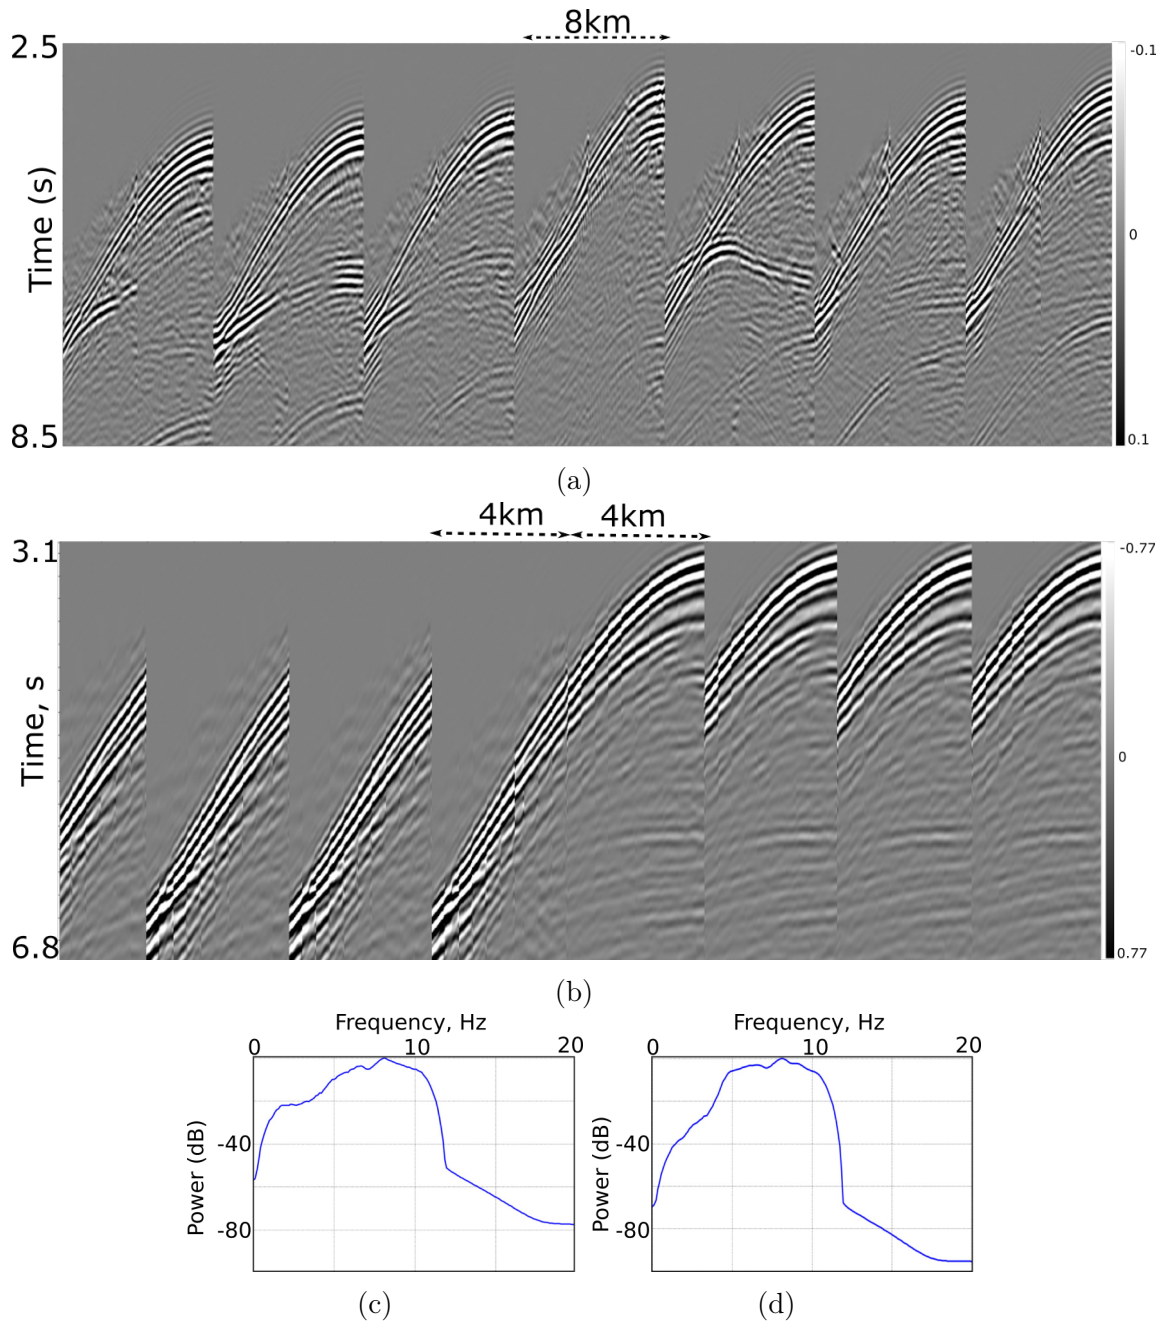 8km
2.5
-0.1
Time (s)
0
8.5
0.1
(a)
4km 4km
3.1
-0.77
Time, s
0
6.8
0.77
(b)
Frequency, Hz Frequency, Hz
0 10 20 0 10 20
Power (dB) Power (dB)
-40 -40
-80 -80
(c) (d)